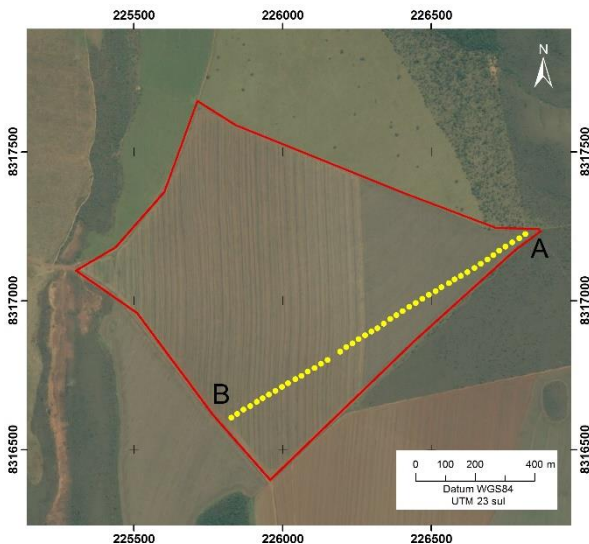 225500 226000 226500
N
8317500 8317500
A
8317000 8317000
B
8316500 8316500
0 100 200 400 m
Datum WGS84
UTM 23 sul
225500 226000 226500